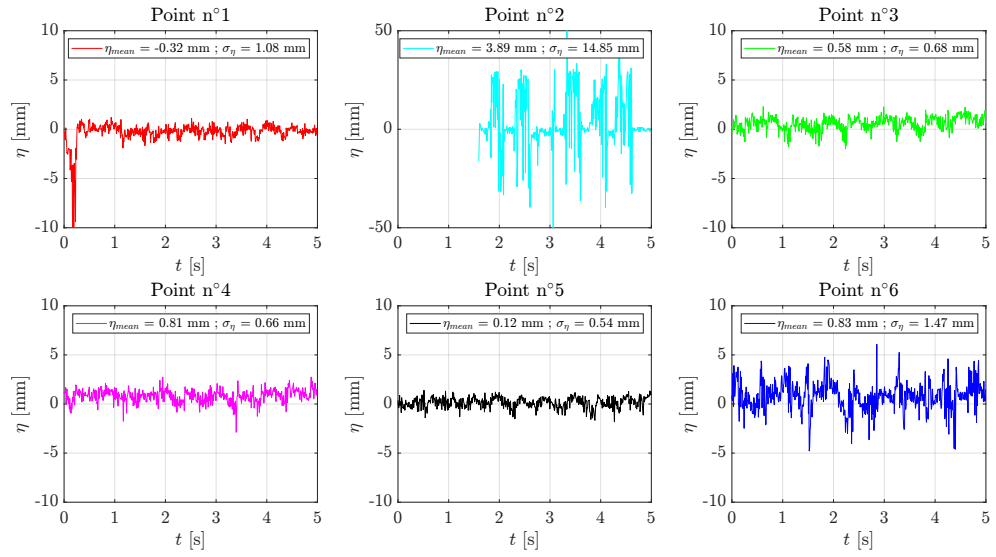 Point n°1
η_mean = -0.32 mm ; σ_η = 1.08 mm
10
5
0
-5
-10
η [mm]
0 1 2 3 4 5
t [s]
Point n°2
η_mean = 3.89 mm ; σ_η = 14.85 mm
50
0
-50
η [mm]
0 1 2 3 4 5
t [s]
Point n°3
η_mean = 0.58 mm ; σ_η = 0.68 mm
10
5
0
-5
-10
η [mm]
0 1 2 3 4 5
t [s]
Point n°4
η_mean = 0.81 mm ; σ_η = 0.66 mm
10
5
0
-5
-10
η [mm]
0 1 2 3 4 5
t [s]
Point n°5
η_mean = 0.12 mm ; σ_η = 0.54 mm
10
5
0
-5
-10
η [mm]
0 1 2 3 4 5
t [s]
Point n°6
η_mean = 0.83 mm ; σ_η = 1.47 mm
10
5
0
-5
-10
η [mm]
0 1 2 3 4 5
t [s]